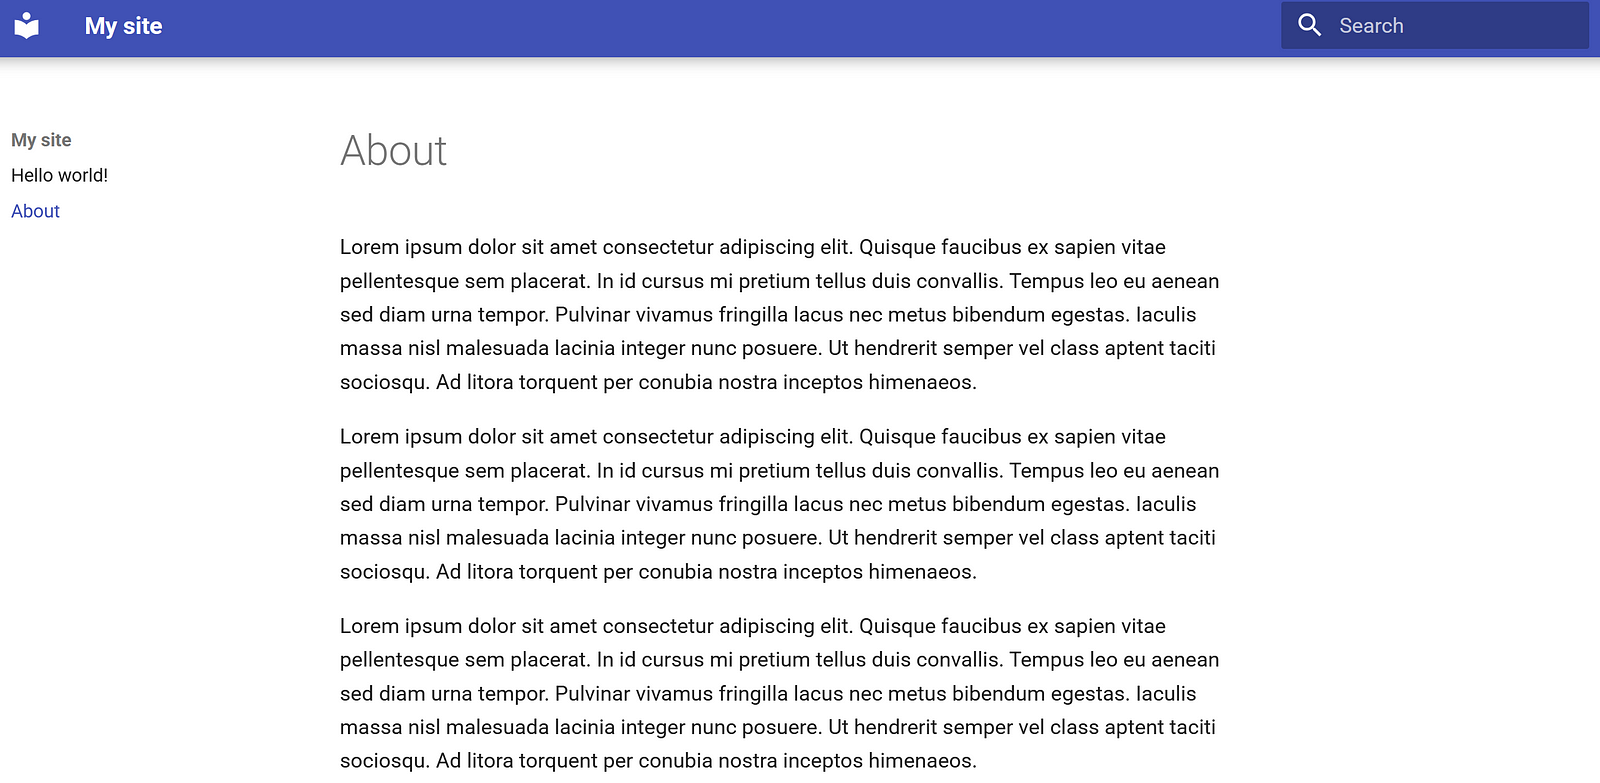 My site
Search
My site
Hello world!
About
About
Lorem ipsum dolor sit amet consectetur adipiscing elit. Quisque faucibus ex sapien vitae
pellentesque sem placerat. In id cursus mi pretium tellus duis convallis. Tempus leo eu aenean
sed diam urna tempor. Pulvinar vivamus fringilla lacus nec metus bibendum egestas. Iaculis
massa nisl malesuada lacinia integer nunc posuere. Ut hendrerit semper vel class aptent taciti
sociosqu. Ad litora torquent per conubia nostra inceptos himenaeos.
Lorem ipsum dolor sit amet consectetur adipiscing elit. Quisque faucibus ex sapien vitae
pellentesque sem placerat. In id cursus mi pretium tellus duis convallis. Tempus leo eu aenean
sed diam urna tempor. Pulvinar vivamus fringilla lacus nec metus bibendum egestas. Iaculis
massa nisl malesuada lacinia integer nunc posuere. Ut hendrerit semper vel class aptent taciti
sociosqu. Ad litora torquent per conubia nostra inceptos himenaeos.
Lorem ipsum dolor sit amet consectetur adipiscing elit. Quisque faucibus ex sapien vitae
pellentesque sem placerat. In id cursus mi pretium tellus duis convallis. Tempus leo eu aenean
sed diam urna tempor. Pulvinar vivamus fringilla lacus nec metus bibendum egestas. Iaculis
massa nisl malesuada lacinia integer nunc posuere. Ut hendrerit semper vel class aptent taciti
sociosqu. Ad litora torquent per conubia nostra inceptos himenaeos.